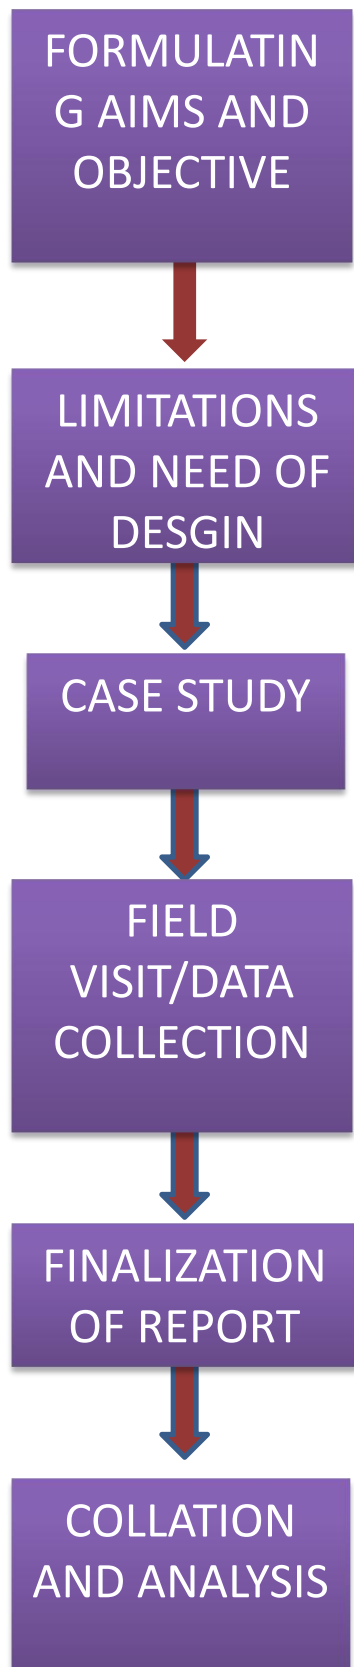 FORMULATIN
G AIMS AND
OBJECTIVE
LIMITATIONS
AND NEED OF
DESGIN
CASE STUDY
FIELD
VISIT/DATA
COLLECTION
FINALIZATION
OF REPORT
COLLATION
AND ANALYSIS